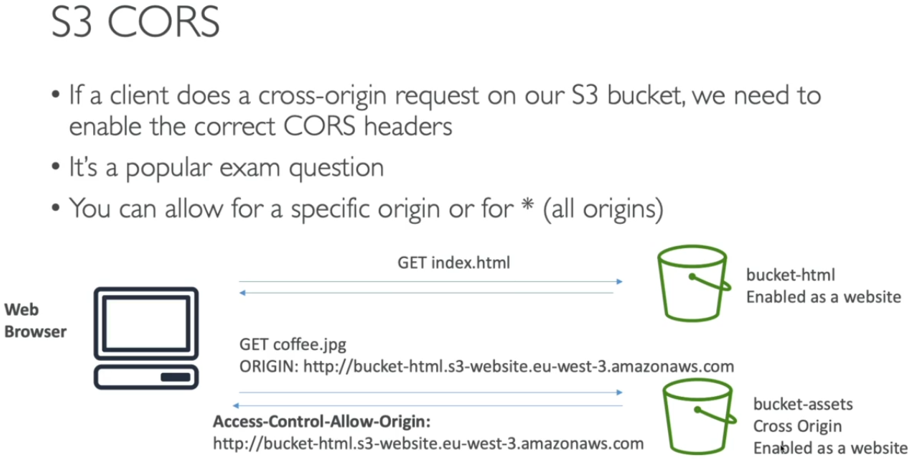 S3 CORS
• If a client does a cross-origin request on our S3 bucket, we need to
enable the correct CORS headers
• It's a popular exam question
• You can allow for a specific origin or for * (all origins)
GET index.html
bucket-html
Enabled as a website
Web
Browser
GET coffee.jpg
ORIGIN: http://bucket-html.s3-website.eu-west-3.amazonaws.com
Access-Control-Allow-Origin:
http://bucket-html.s3-website.eu-west-3.amazonaws.com
bucket-assets
Cross Origin
Enabled as a website